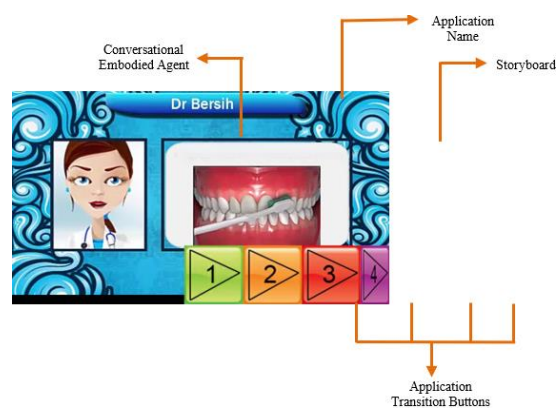 Application
Name
Conversational
Embodied Agent
Storyboard
Dr Bersih
1
2
3
4
Application
Transition Buttons